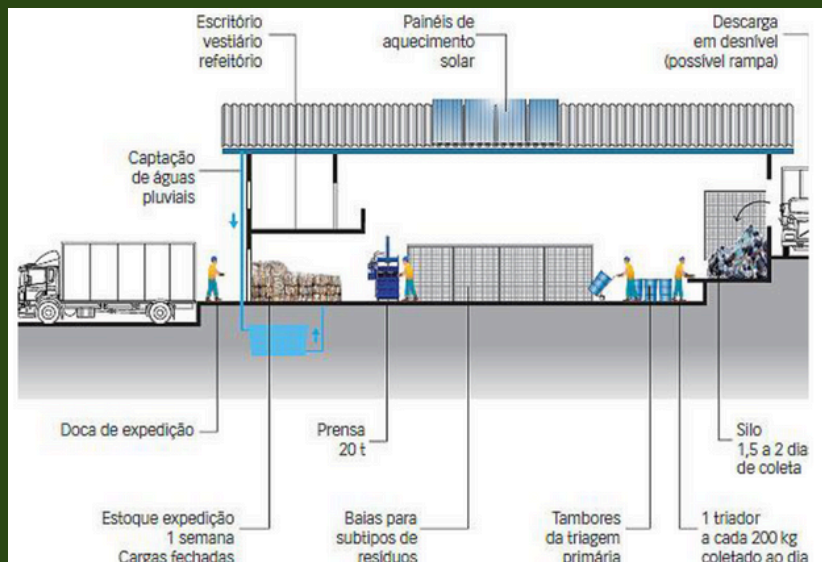 Escritório
vestiário
refeitório
Painéis de
aquecimento
solar
Descarga
em desnível
(possível rampa)
Captação
de águas
pluviais
Doca de expedição
Prensa
20 t
Silo
1,5 a 2 dia
de coleta
Estoque expedição
1 semana
Cargas fechadas
Baias para
subtipos de
resíduos
Tambores
da triagem
primária
1 triador
a cada 200 kg
coletado ao dia